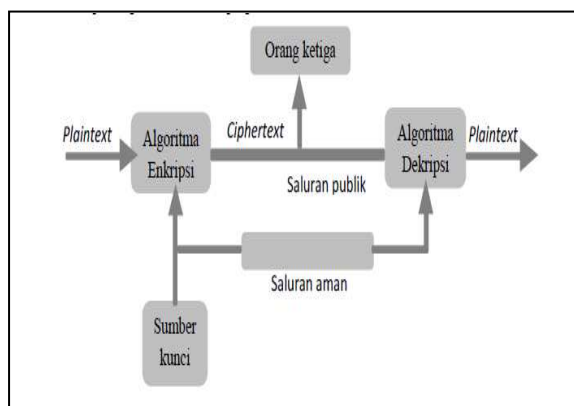 Orang ketiga
Plaintext
Algoritma
Enkripsi
Ciphertext
Saluran publik
Algoritma
Dekripsi
Plaintext
Saluran aman
Sumber
kunci